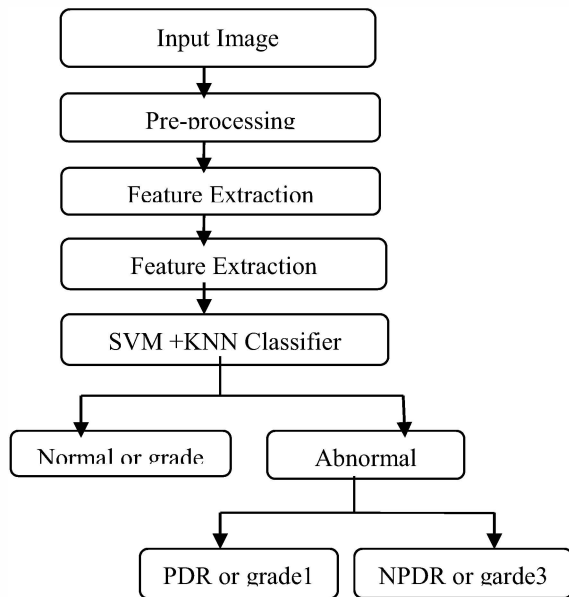 Input Image
Pre-processing
Feature Extraction
Feature Extraction
SVM +KNN Classifier
Normal or grade
Abnormal
PDR or grade1
NPDR or garde3